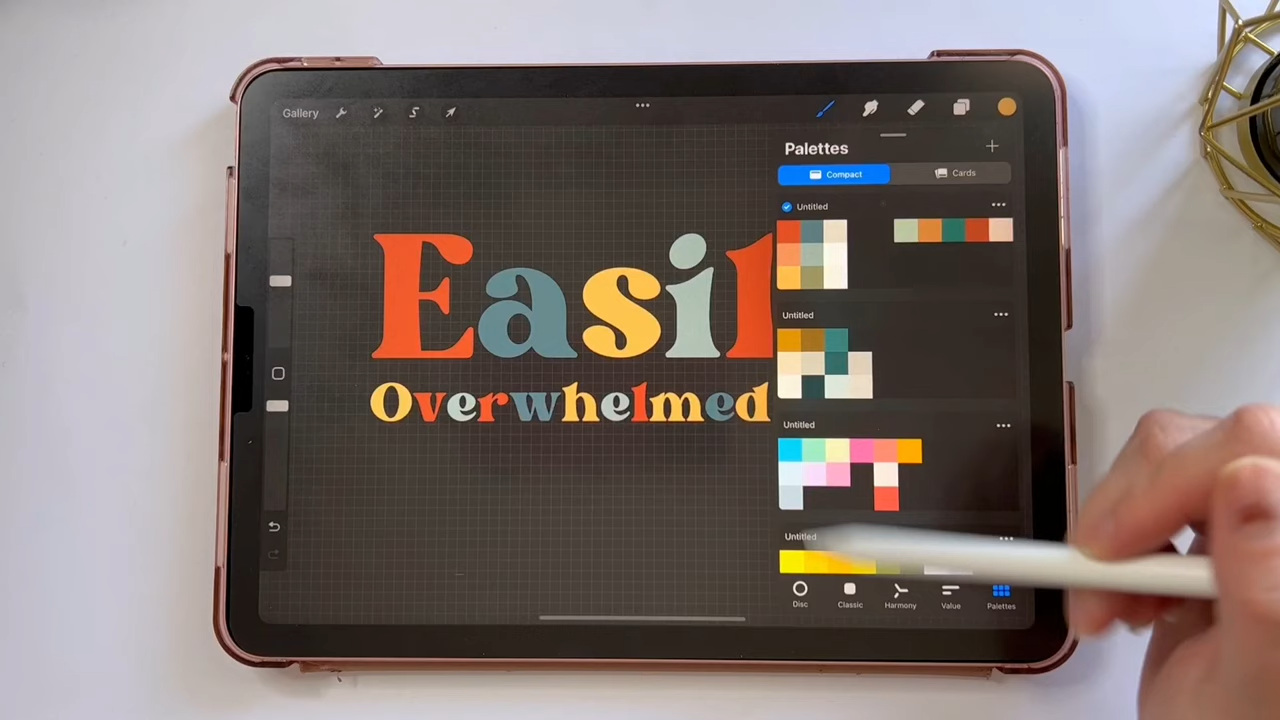 Gallery
Palettes
Compact
Cards
Untitled
Easil
Untitled
Overwhelmed
Untitled
Untitled
Disc
Classic
Harmony
Value
Palettes